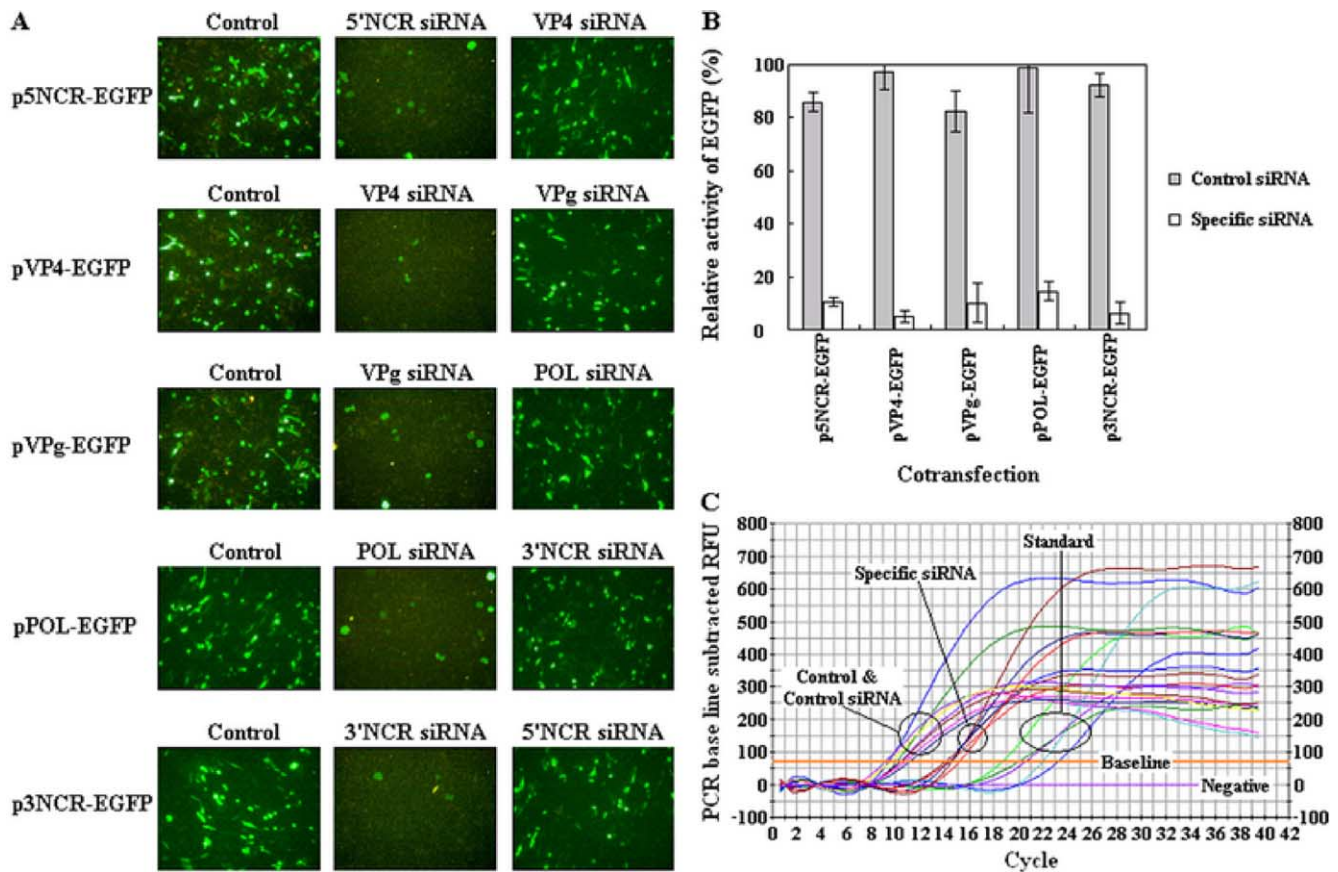 A
Control 5'NCR siRNA VP4 siRNA
p5NCR-EGFP
Control VP4 siRNA VPg siRNA
pVP4-EGFP
Control VPg siRNA POL siRNA
pVPg-EGFP
Control POL siRNA 3'NCR siRNA
pPOL-EGFP
Control 3'NCR siRNA 5'NCR siRNA
p3NCR-EGFP
B
Relative activity of EGFP (%)
100
80
60
40
20
0
p5NCR-EGFP
pVP4-EGFP
pVPg-EGFP
pPOL-EGFP
p3NCR-EGFP
Cotransfection
Control siRNA
Specific siRNA
C
PCR base line subtracted RFU
800
700
600
500
400
300
200
100
0
-100
Standard
Specific siRNA
Control &
Control siRNA
Baseline
Negative
800
700
600
500
400
300
200
100
0
-100
0 2 4 6 8 10 12 14 16 18 20 22 24 26 28 30 32 34 36 38 40 42
Cycle